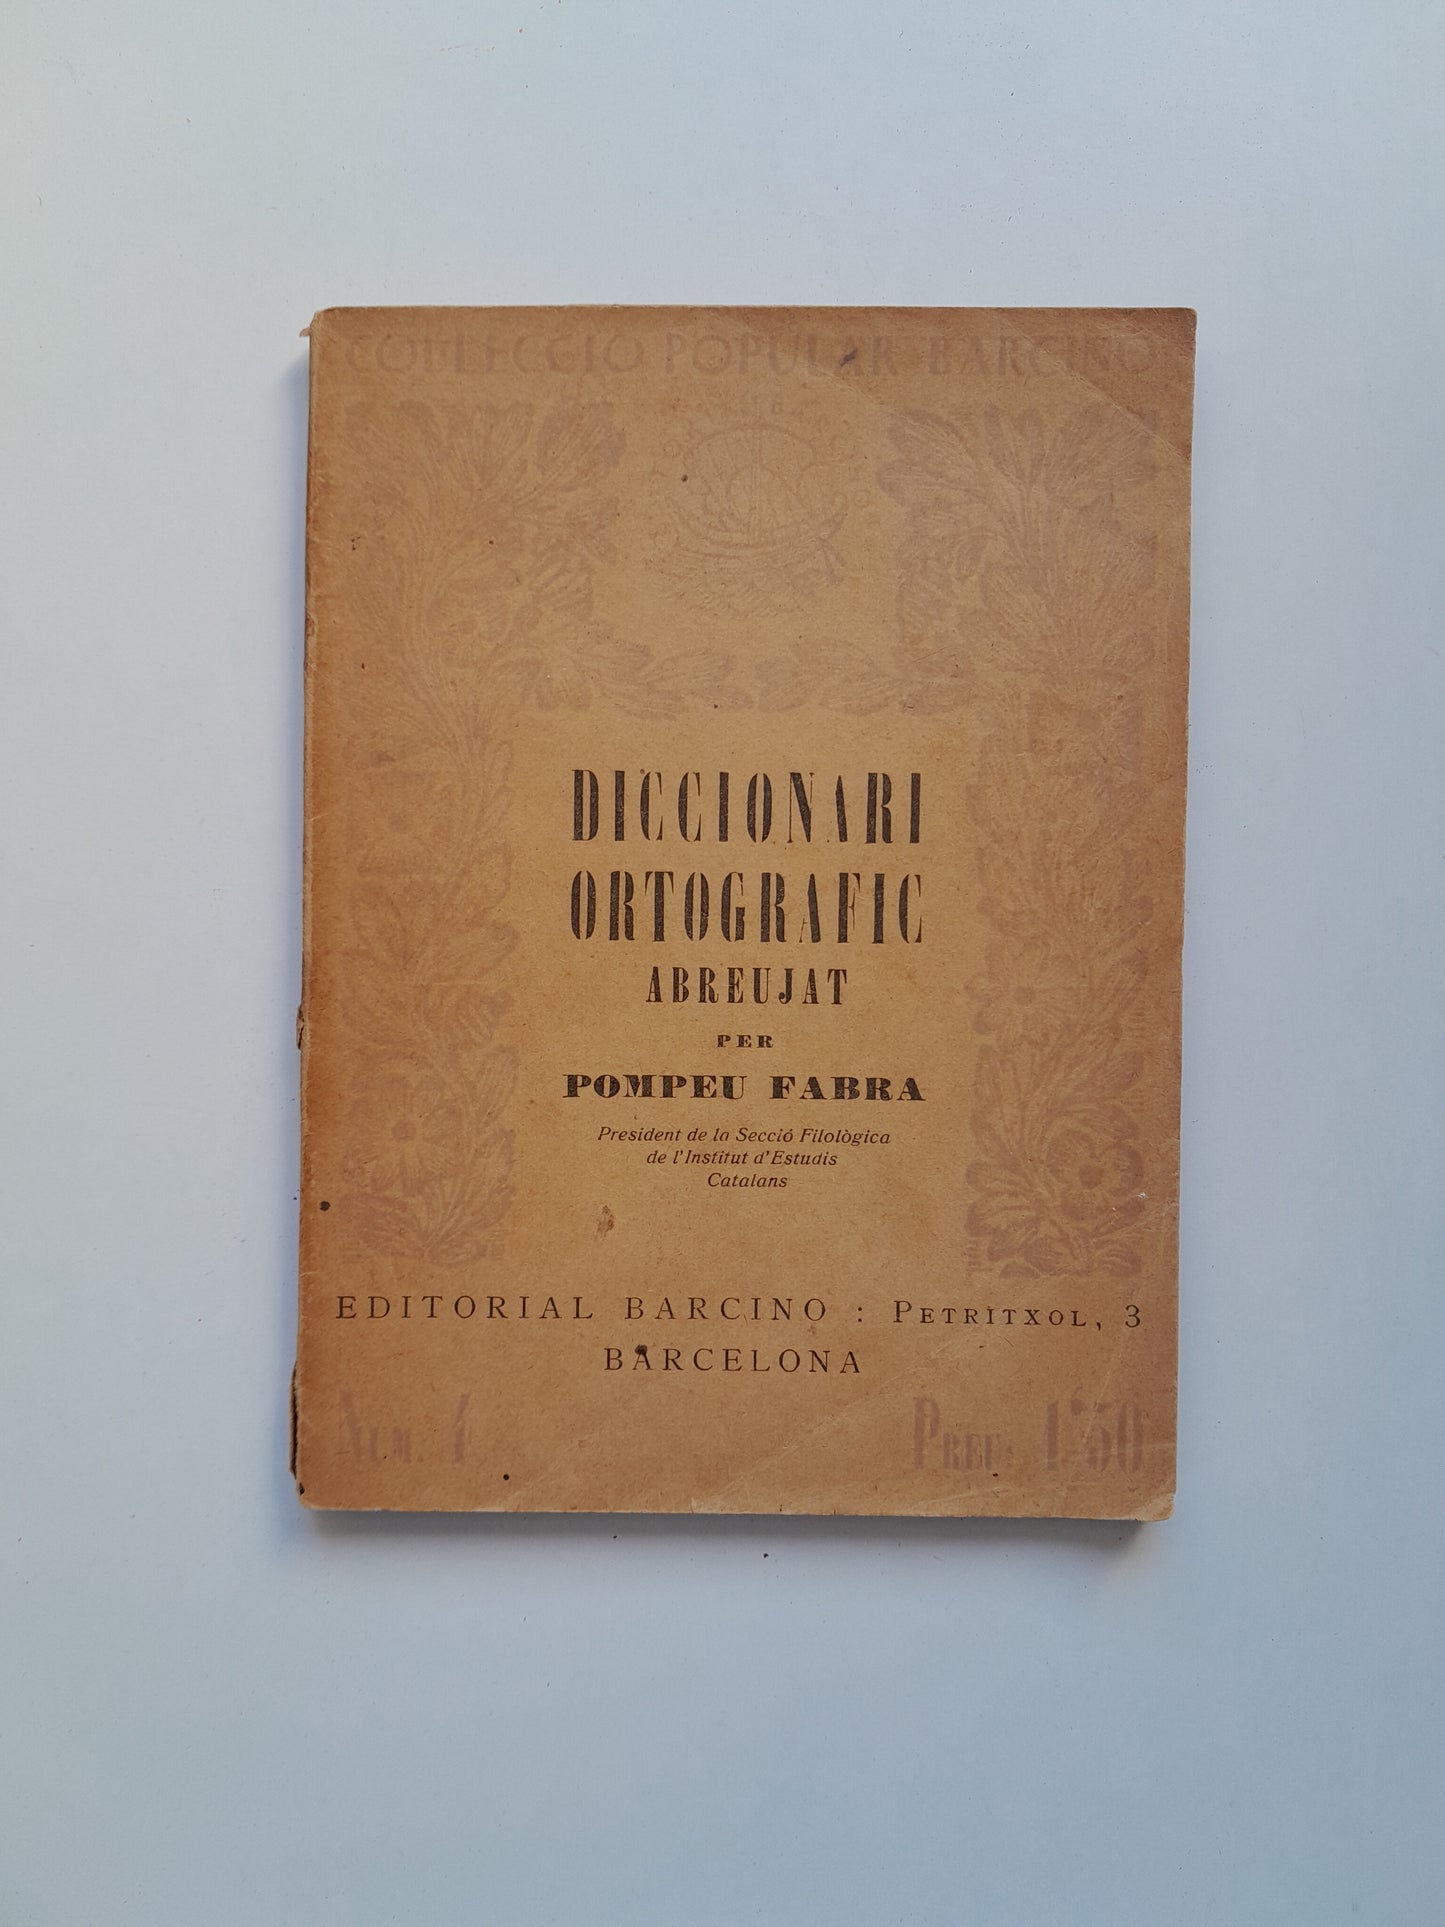 COL·LECCIÓ POPULAR BARCINO
DICCIONARI
ORTOGRAFIC
ABREUJAT
PER
POMPEU FABRA
President de la Secció Filològica
de l'Institut d'Estudis
Catalans
EDITORIAL BARCINO : PETRITXOL, 3
BARCELONA
NUM. 4 PREU: 1'50